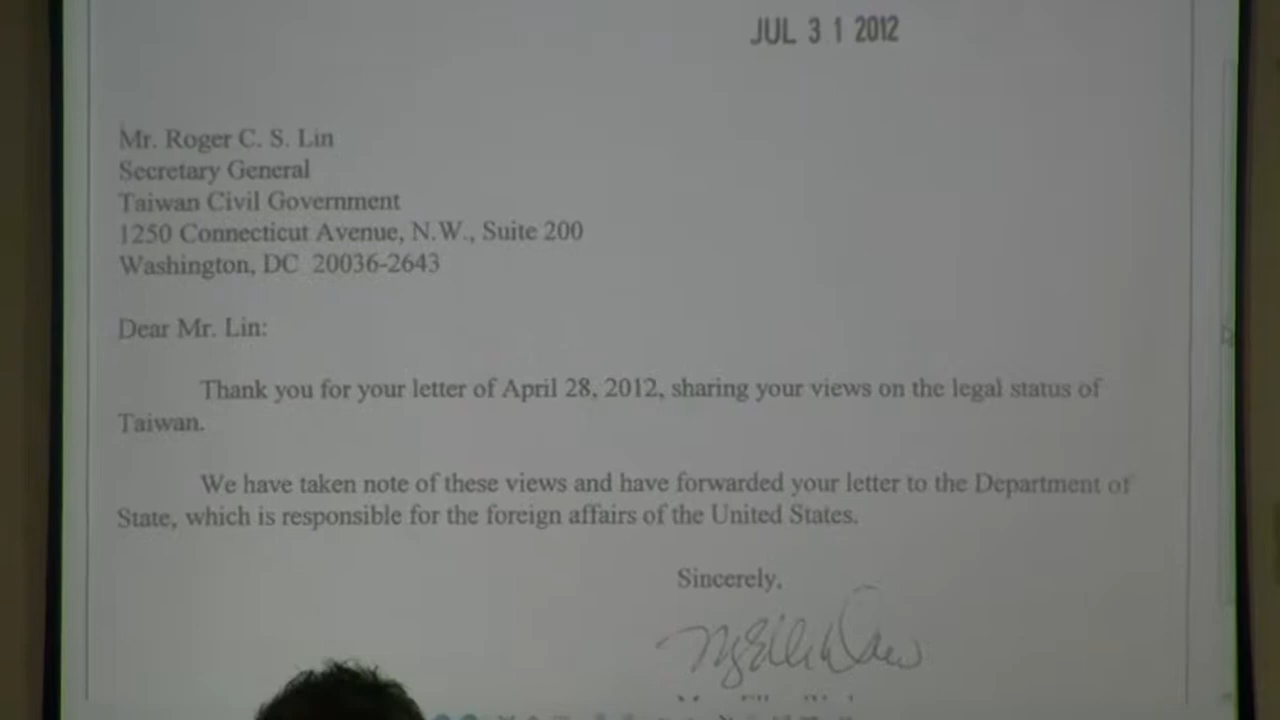 JUL 31 2012
Mr. Roger C. S. Lin
Secretary General
Taiwan Civil Government
1250 Connecticut Avenue, N.W., Suite 200
Washington, DC 20036-2643
Dear Mr. Lin:
Thank you for your letter of April 28, 2012, sharing your views on the legal status of
Taiwan.
We have taken note of these views and have forwarded your letter to the Department of
State, which is responsible for the foreign affairs of the United States.
Sincerely,